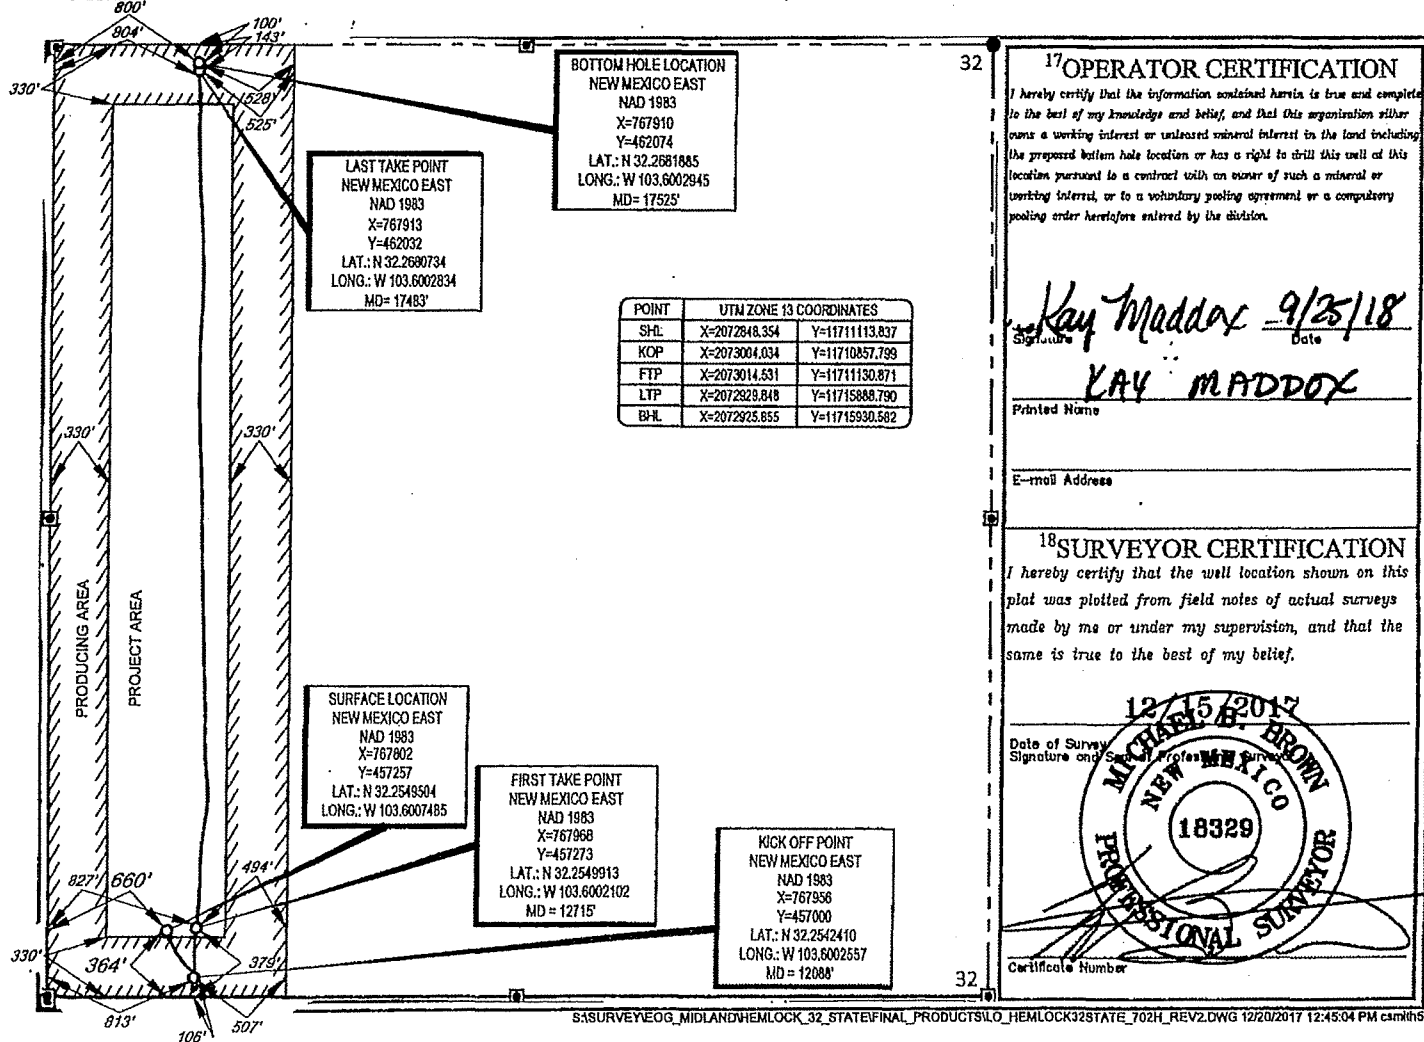 800'
804'
100'
143'
330'
528'
525'
BOTTOM HOLE LOCATION
NEW MEXICO EAST
NAD 1983
X=767910
Y=462074
LAT.: N 32.2681885
LONG.: W 103.6002945
MD= 17525'
32
LAST TAKE POINT
NEW MEXICO EAST
NAD 1983
X=767913
Y=462032
LAT.: N 32.2680734
LONG.: W 103.6002834
MD= 17483'
POINT UTM ZONE 13 COORDINATES
SHL X=2072848.354 Y=11711113.837
KOP X=2073004.034 Y=11710857.799
FTP X=2073014.531 Y=11711130.871
LTP X=2072929.848 Y=11715888.790
BHL X=2072925.855 Y=11715930.582
330'
330'
PRODUCING AREA
PROJECT AREA
SURFACE LOCATION
NEW MEXICO EAST
NAD 1983
X=767802
Y=457257
LAT.: N 32.2549504
LONG.: W 103.6007485
FIRST TAKE POINT
NEW MEXICO EAST
NAD 1983
X=767968
Y=457273
LAT.: N 32.2549913
LONG.: W 103.6002102
MD = 12715'
KICK OFF POINT
NEW MEXICO EAST
NAD 1983
X=767956
Y=457000
LAT.: N 32.2542410
LONG.: W 103.6002557
MD = 12088'
827'
660'
494'
330'
364'
379'
813'
106'
507'
32
17OPERATOR CERTIFICATION
I hereby certify that the information contained herein is true and complete
to the best of my knowledge and belief, and that this organization either
owns a working interest or unleased mineral interest in the land including
the proposed bottom hole location or has a right to drill this well at this
location pursuant to a contract with an owner of such a mineral or
working interest, or to a voluntary pooling agreement or a compulsory
pooling order heretofore entered by the division.
Kay Maddox 9/25/18
Signature Date
KAY MADDOX
Printed Name
E-mail Address
18SURVEYOR CERTIFICATION
I hereby certify that the well location shown on this
plat was plotted from field notes of actual surveys
made by me or under my supervision, and that the
same is true to the best of my belief.
12/15/2017
Date of Survey
Signature and Seal of Professional Surveyor
MICHAEL B. BROWN
NEW MEXICO
18329
PROFESSIONAL SURVEYOR
Certificate Number
S:\SURVEY\EOG_MIDLAND\HEMLOCK_32_STATE\FINAL_PRODUCTS\LO_HEMLOCK32STATE_702H_REV2.DWG 12/20/2017 12:45:04 PM csmith5